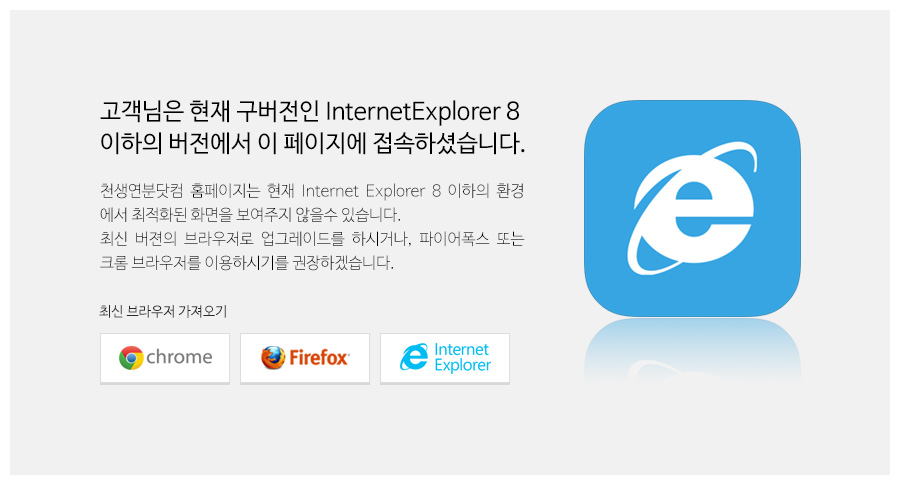 고객님은 현재 구버전인 InternetExplorer 8
이하의 버전에서 이 페이지에 접속하셨습니다.
천생연분닷컴 홈페이지는 현재 Internet Explorer 8 이하의 환경
에서 최적화된 화면을 보여주지 않을수 있습니다.
최신 버젼의 브라우저로 업그레이드를 하시거나, 파이어폭스 또는
크롬 브라우저를 이용하시기를 권장하겠습니다.
최신 브라우저 가져오기
chrome
Firefox
Internet
Explorer